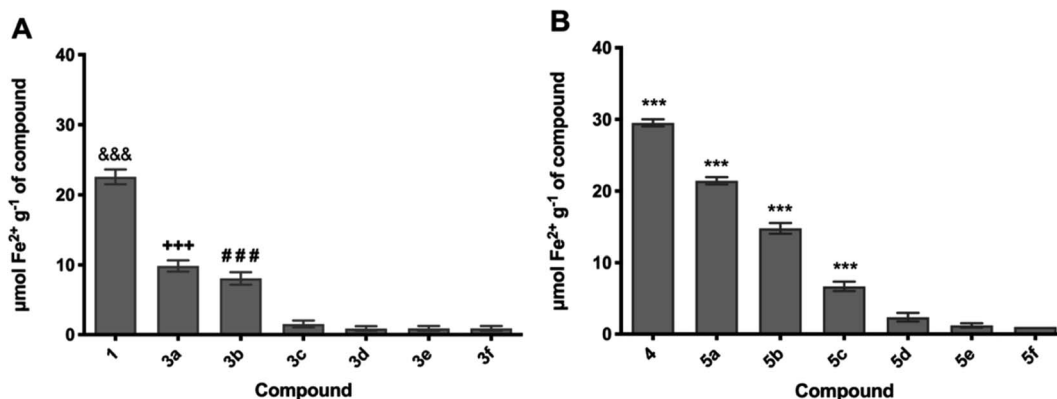 A
µmol Fe²⁺ g⁻¹ of compound
40
30
20
10
0
&&&
+++
###
1
3a
3b
3c
3d
3e
3f
Compound
B
µmol Fe²⁺ g⁻¹ of compound
40
30
20
10
0
***
***
***
***
4
5a
5b
5c
5d
5e
5f
Compound